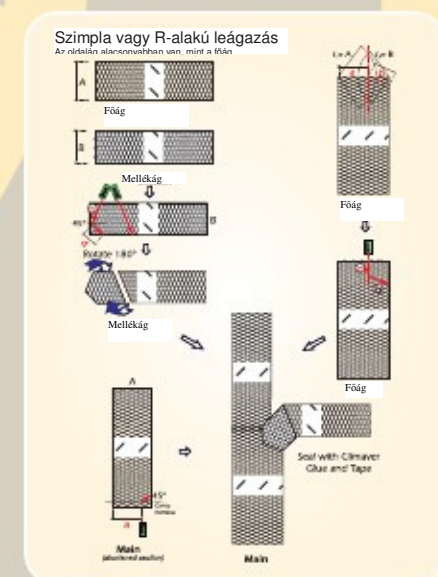 Szimpla vagy R-alakú leágazás
Az oldalág alacsonyabban van, mint a főág
A
Főág
B
Mellékág
45°
B
Rotate 180°
Mellékág
A
45°
Main
Főág
Főág
Seal with Climaver
Glue and Tape
Main